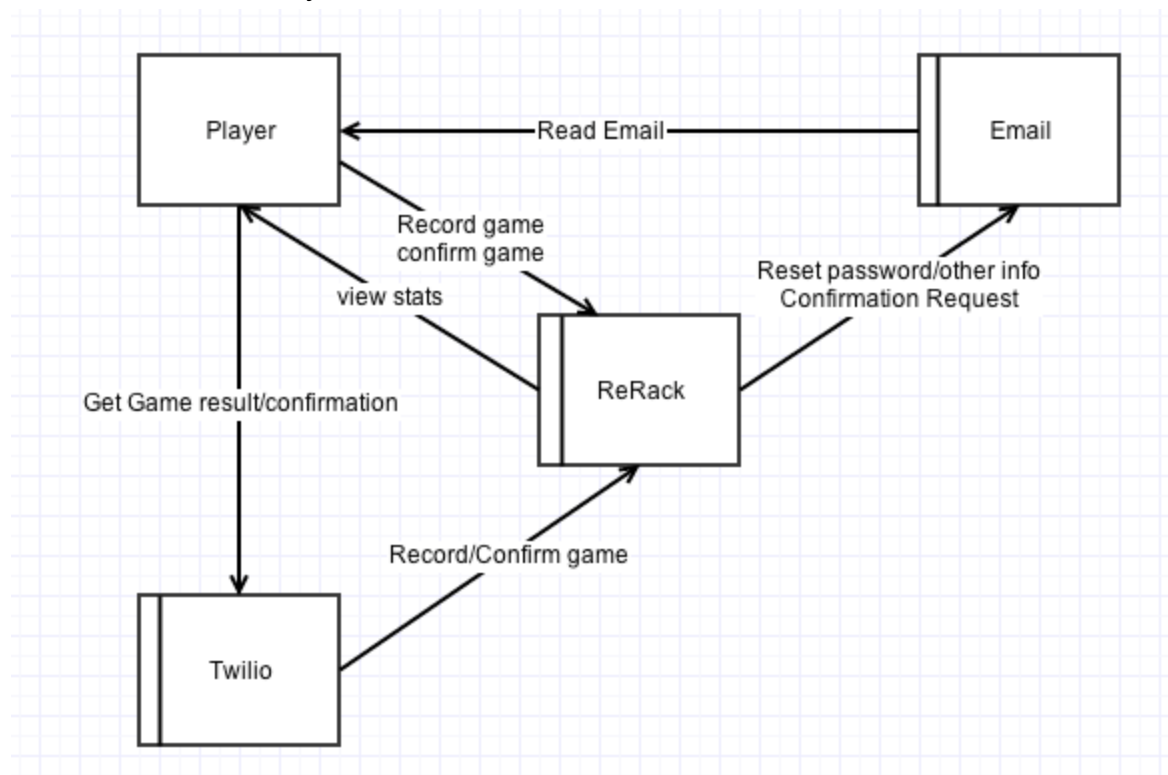 Player
Read Email
Email
Record game
confirm game
Reset password/other info
Confirmation Request
view stats
ReRack
Get Game result/confirmation
Record/Confirm game
Twilio